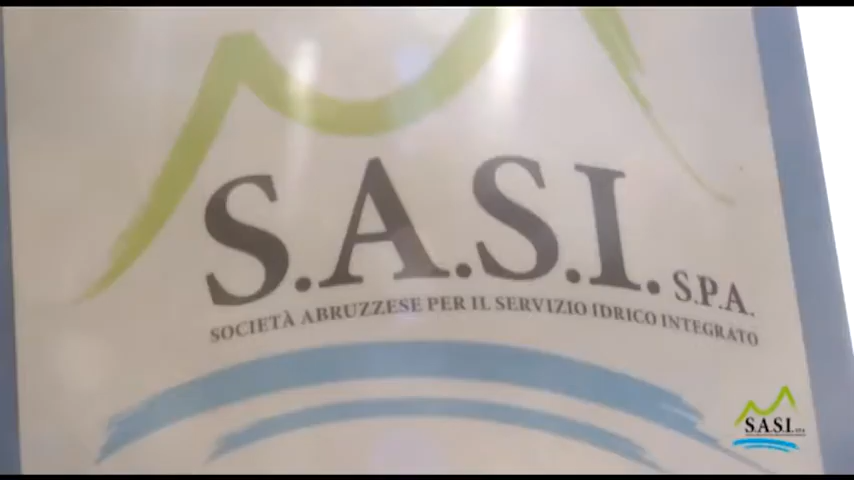 S.A.S.I. S.P.A.
SOCIETÀ ABRUZZESE PER IL SERVIZIO IDRICO INTEGRATO
S.A.S.I.